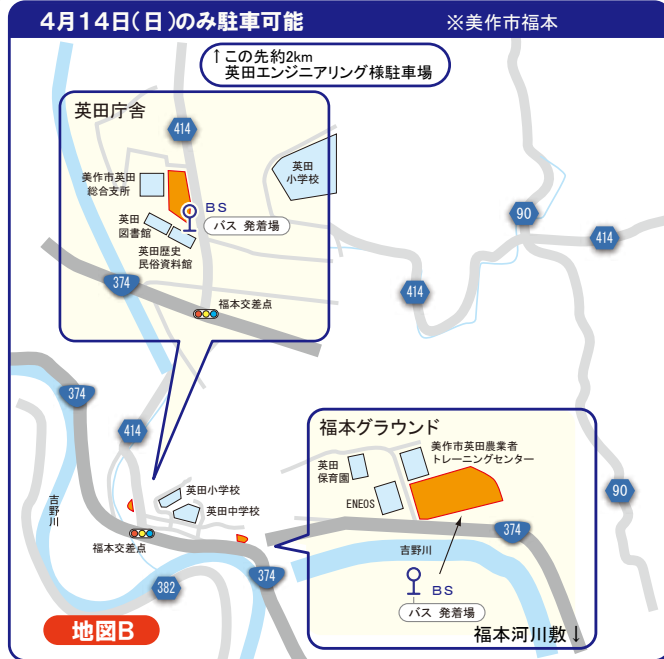 4月14日(日)のみ駐車可能
※美作市福本
↑この先約2km
英田エンジニアリング様駐車場
英田庁舎
414
英田
小学校
美作市英田
総合支所
BS
バス 発着場
英田
図書館
英田歴史
民俗資料館
374
福本交差点
90
414
414
374
414
英田小学校
英田中学校
吉野川
福本交差点
382
374
福本グラウンド
美作市英田農業者
トレーニングセンター
英田
保育園
ENEOS
374
90
吉野川
BS
バス 発着場
福本河川敷↓
地図B